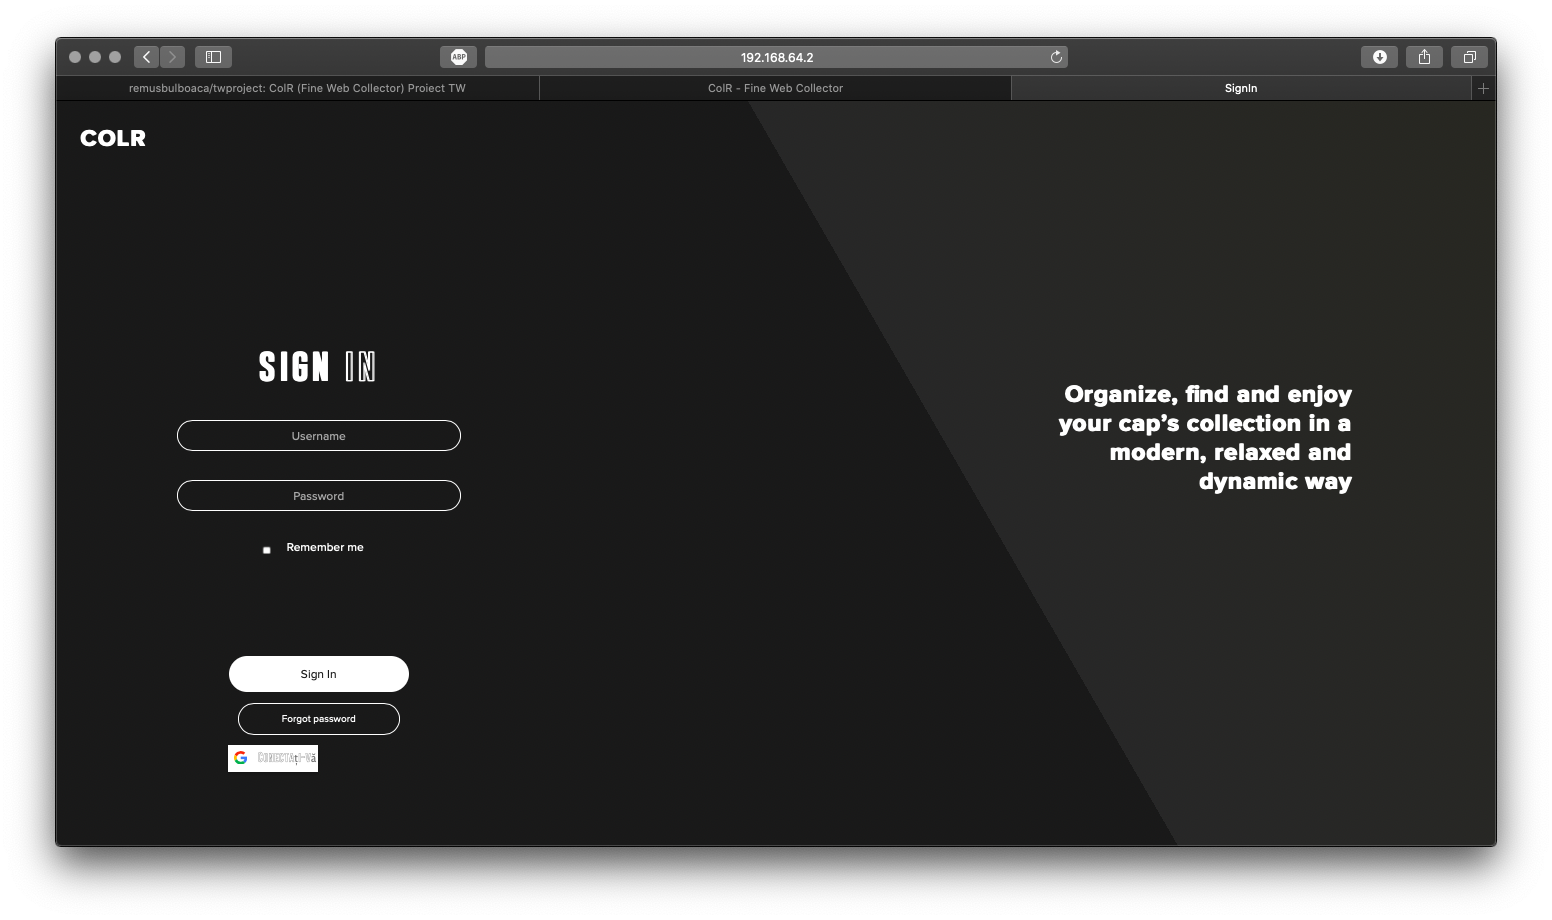 ABP
192.168.64.2
remusbulboaca/twproject: ColR (Fine Web Collector) Proiect TW
ColR - Fine Web Collector
SignIn
COLR
SIGN IN
Username
Password
Remember me
Sign In
Forgot password
G Conectați-vă
Organize, find and enjoy
your cap's collection in a
modern, relaxed and
dynamic way